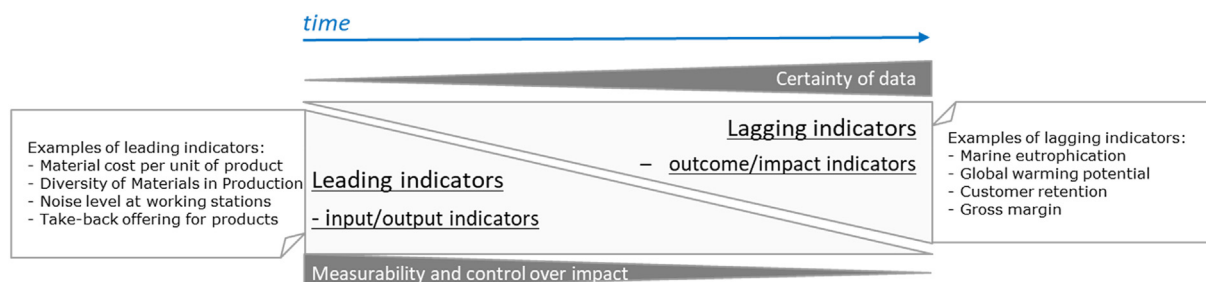 time
Certainty of data
Examples of leading indicators:
- Material cost per unit of product
- Diversity of Materials in Production
- Noise level at working stations
- Take-back offering for products
Leading indicators
- input/output indicators
Lagging indicators
– outcome/impact indicators
Examples of lagging indicators:
- Marine eutrophication
- Global warming potential
- Customer retention
- Gross margin
Measurability and control over impact